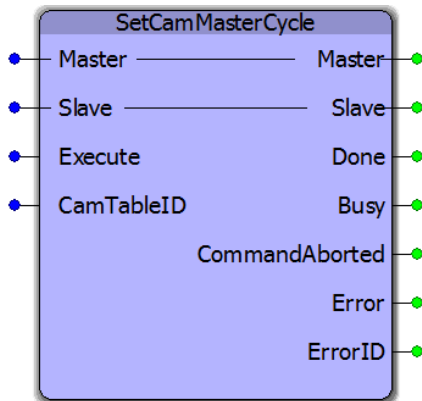 SetCamMasterCycle
Master Master
Slave Slave
Execute Done
CamTableID Busy
CommandAborted
Error
ErrorID